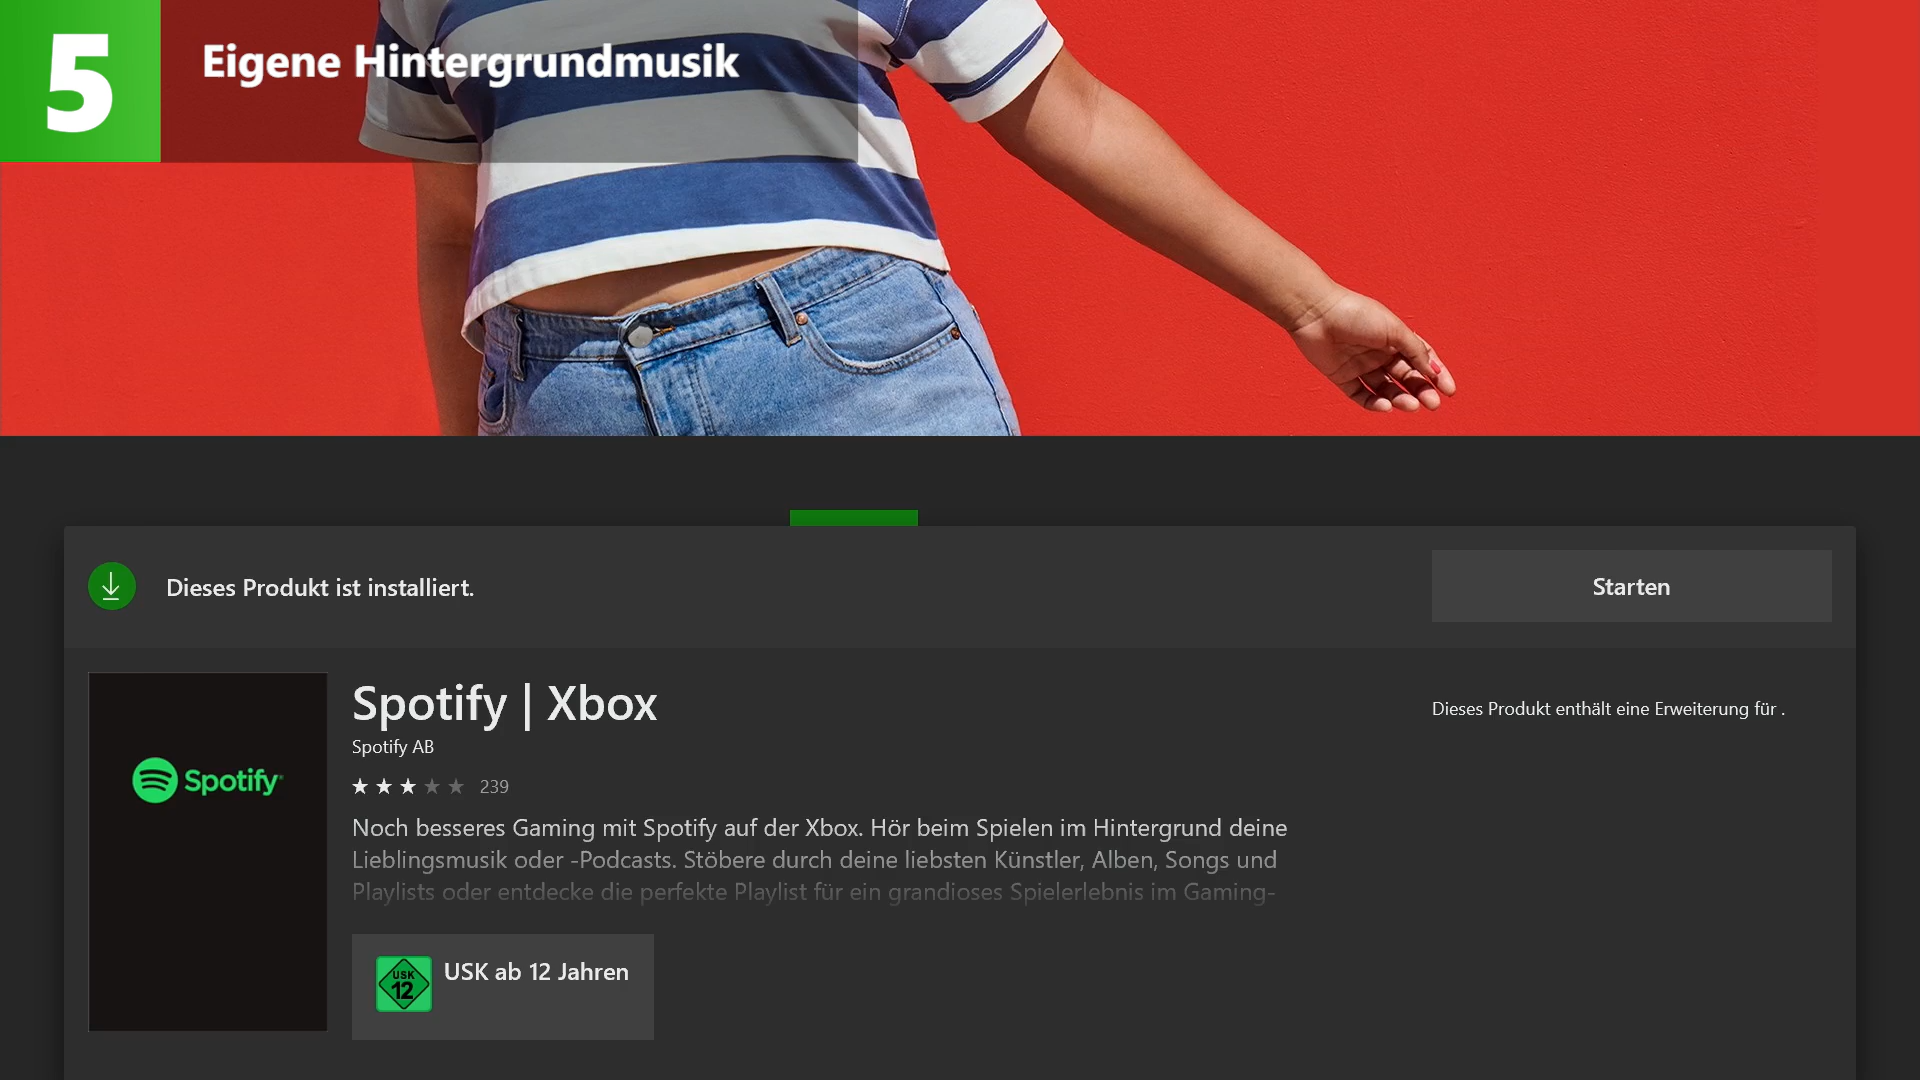 5
Eigene Hintergrundmusik
Dieses Produkt ist installiert.
Starten
Spotify
Spotify | Xbox
Dieses Produkt enthält eine Erweiterung für .
Spotify AB
239
Noch besseres Gaming mit Spotify auf der Xbox. Hör beim Spielen im Hintergrund deine
Lieblingsmusik oder -Podcasts. Stöbere durch deine liebsten Künstler, Alben, Songs und
Playlists oder entdecke die perfekte Playlist für ein grandioses Spielerlebnis im Gaming-
USK
12
USK ab 12 Jahren